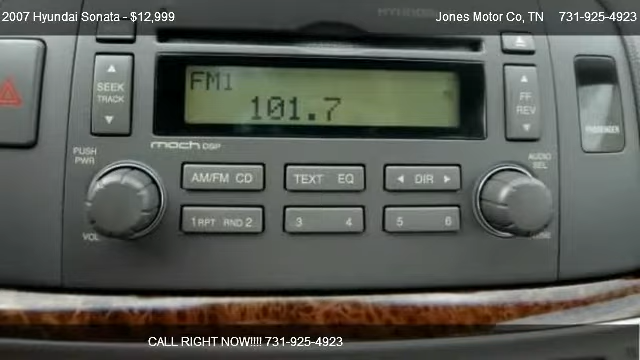 2007 Hyundai Sonata - $12,999
Jones Motor Co, TN 731-925-4923
FM1
101.7
SEEK
TRACK
FF
REV
PASSENGER
mach DSP
PUSH
PWR
AUDIO
SEL
AM/FM CD
TEXT EQ
DIR
VOL
1 RPT RND 2
3 4
5 6
CALL RIGHT NOW!!!! 731-925-4923